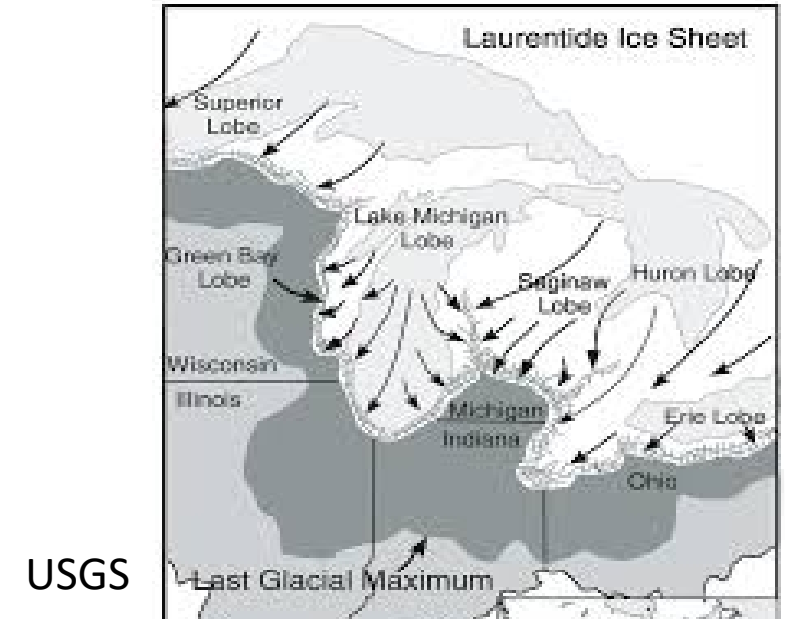 Laurentide Ice Sheet
Superior
Lobe
Lake Michigan
Lobe
Green Bay
Lobe
Saginaw
Lobe
Huron Lobe
Wisconsin
Illinois
Michigan
Indiana
Erie Lobe
Ohio
USGS
Last Glacial Maximum